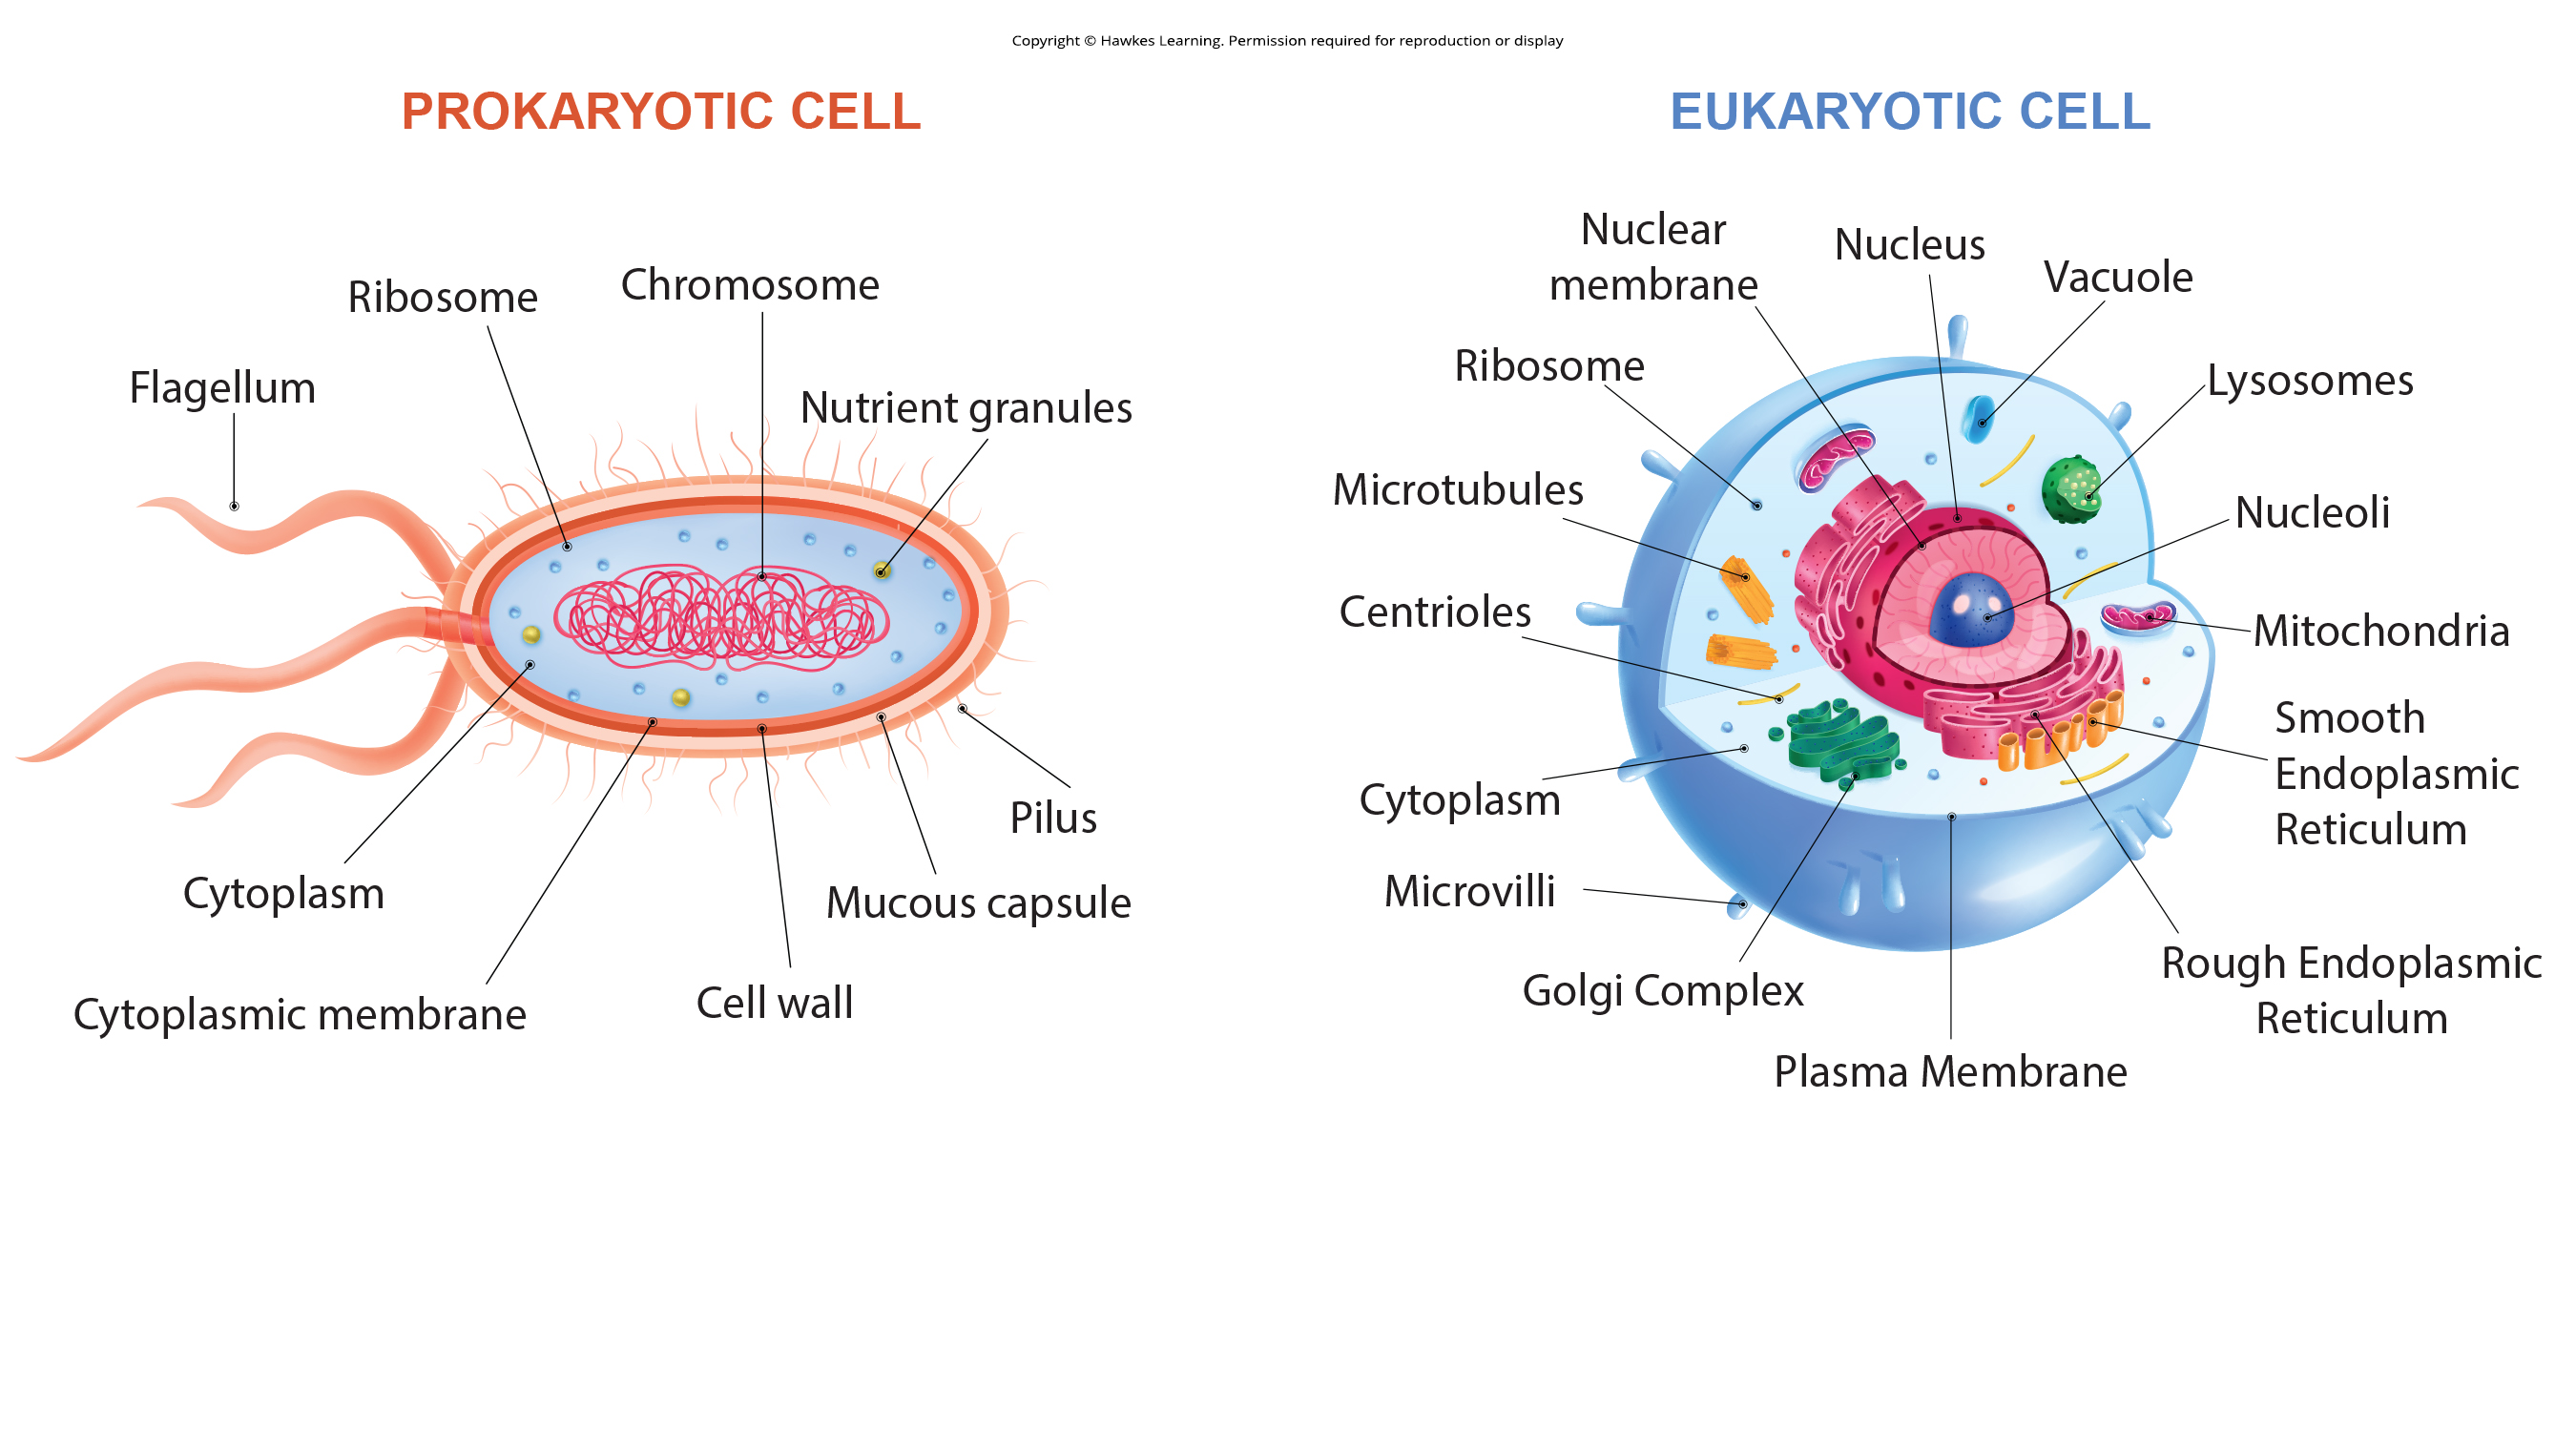 Copyright © Hawkes Learning. Permission required for reproduction or display
PROKARYOTIC CELL
Flagellum
Ribosome
Chromosome
Nutrient granules
Cytoplasm
Cytoplasmic membrane
Cell wall
Mucous capsule
Pilus
EUKARYOTIC CELL
Nuclear
membrane
Nucleus
Vacuole
Ribosome
Lysosomes
Microtubules
Nucleoli
Centrioles
Mitochondria
Smooth
Endoplasmic
Reticulum
Cytoplasm
Microvilli
Golgi Complex
Rough Endoplasmic
Reticulum
Plasma Membrane